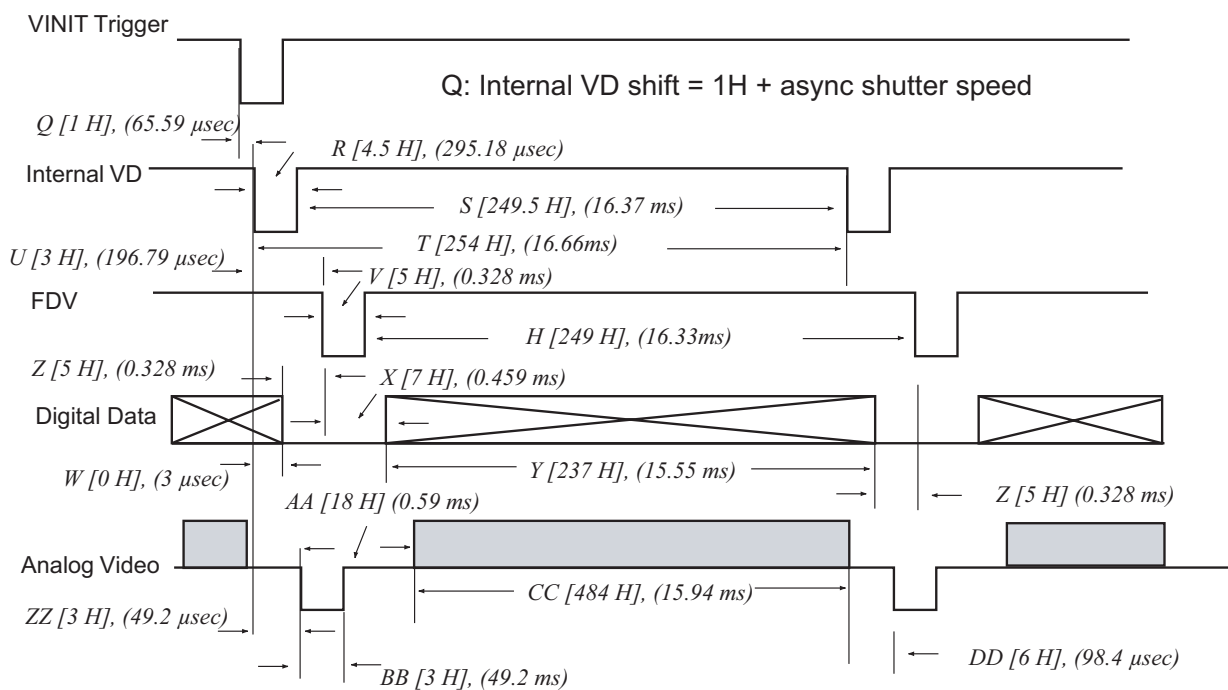 VINIT Trigger
Q: Internal VD shift = 1H + async shutter speed
Q [1 H], (65.59 µsec)
R [4.5 H], (295.18 µsec)
Internal VD
S [249.5 H], (16.37 ms)
T [254 H], (16.66ms)
U [3 H], (196.79 µsec)
V [5 H], (0.328 ms)
FDV
H [249 H], (16.33ms)
Z [5 H], (0.328 ms)
X [7 H], (0.459 ms)
Digital Data
W [0 H], (3 µsec)
Y [237 H], (15.55 ms)
AA [18 H] (0.59 ms)
Z [5 H] (0.328 ms)
Analog Video
CC [484 H], (15.94 ms)
ZZ [3 H], (49.2 µsec)
BB [3 H], (49.2 ms)
DD [6 H], (98.4 µsec)